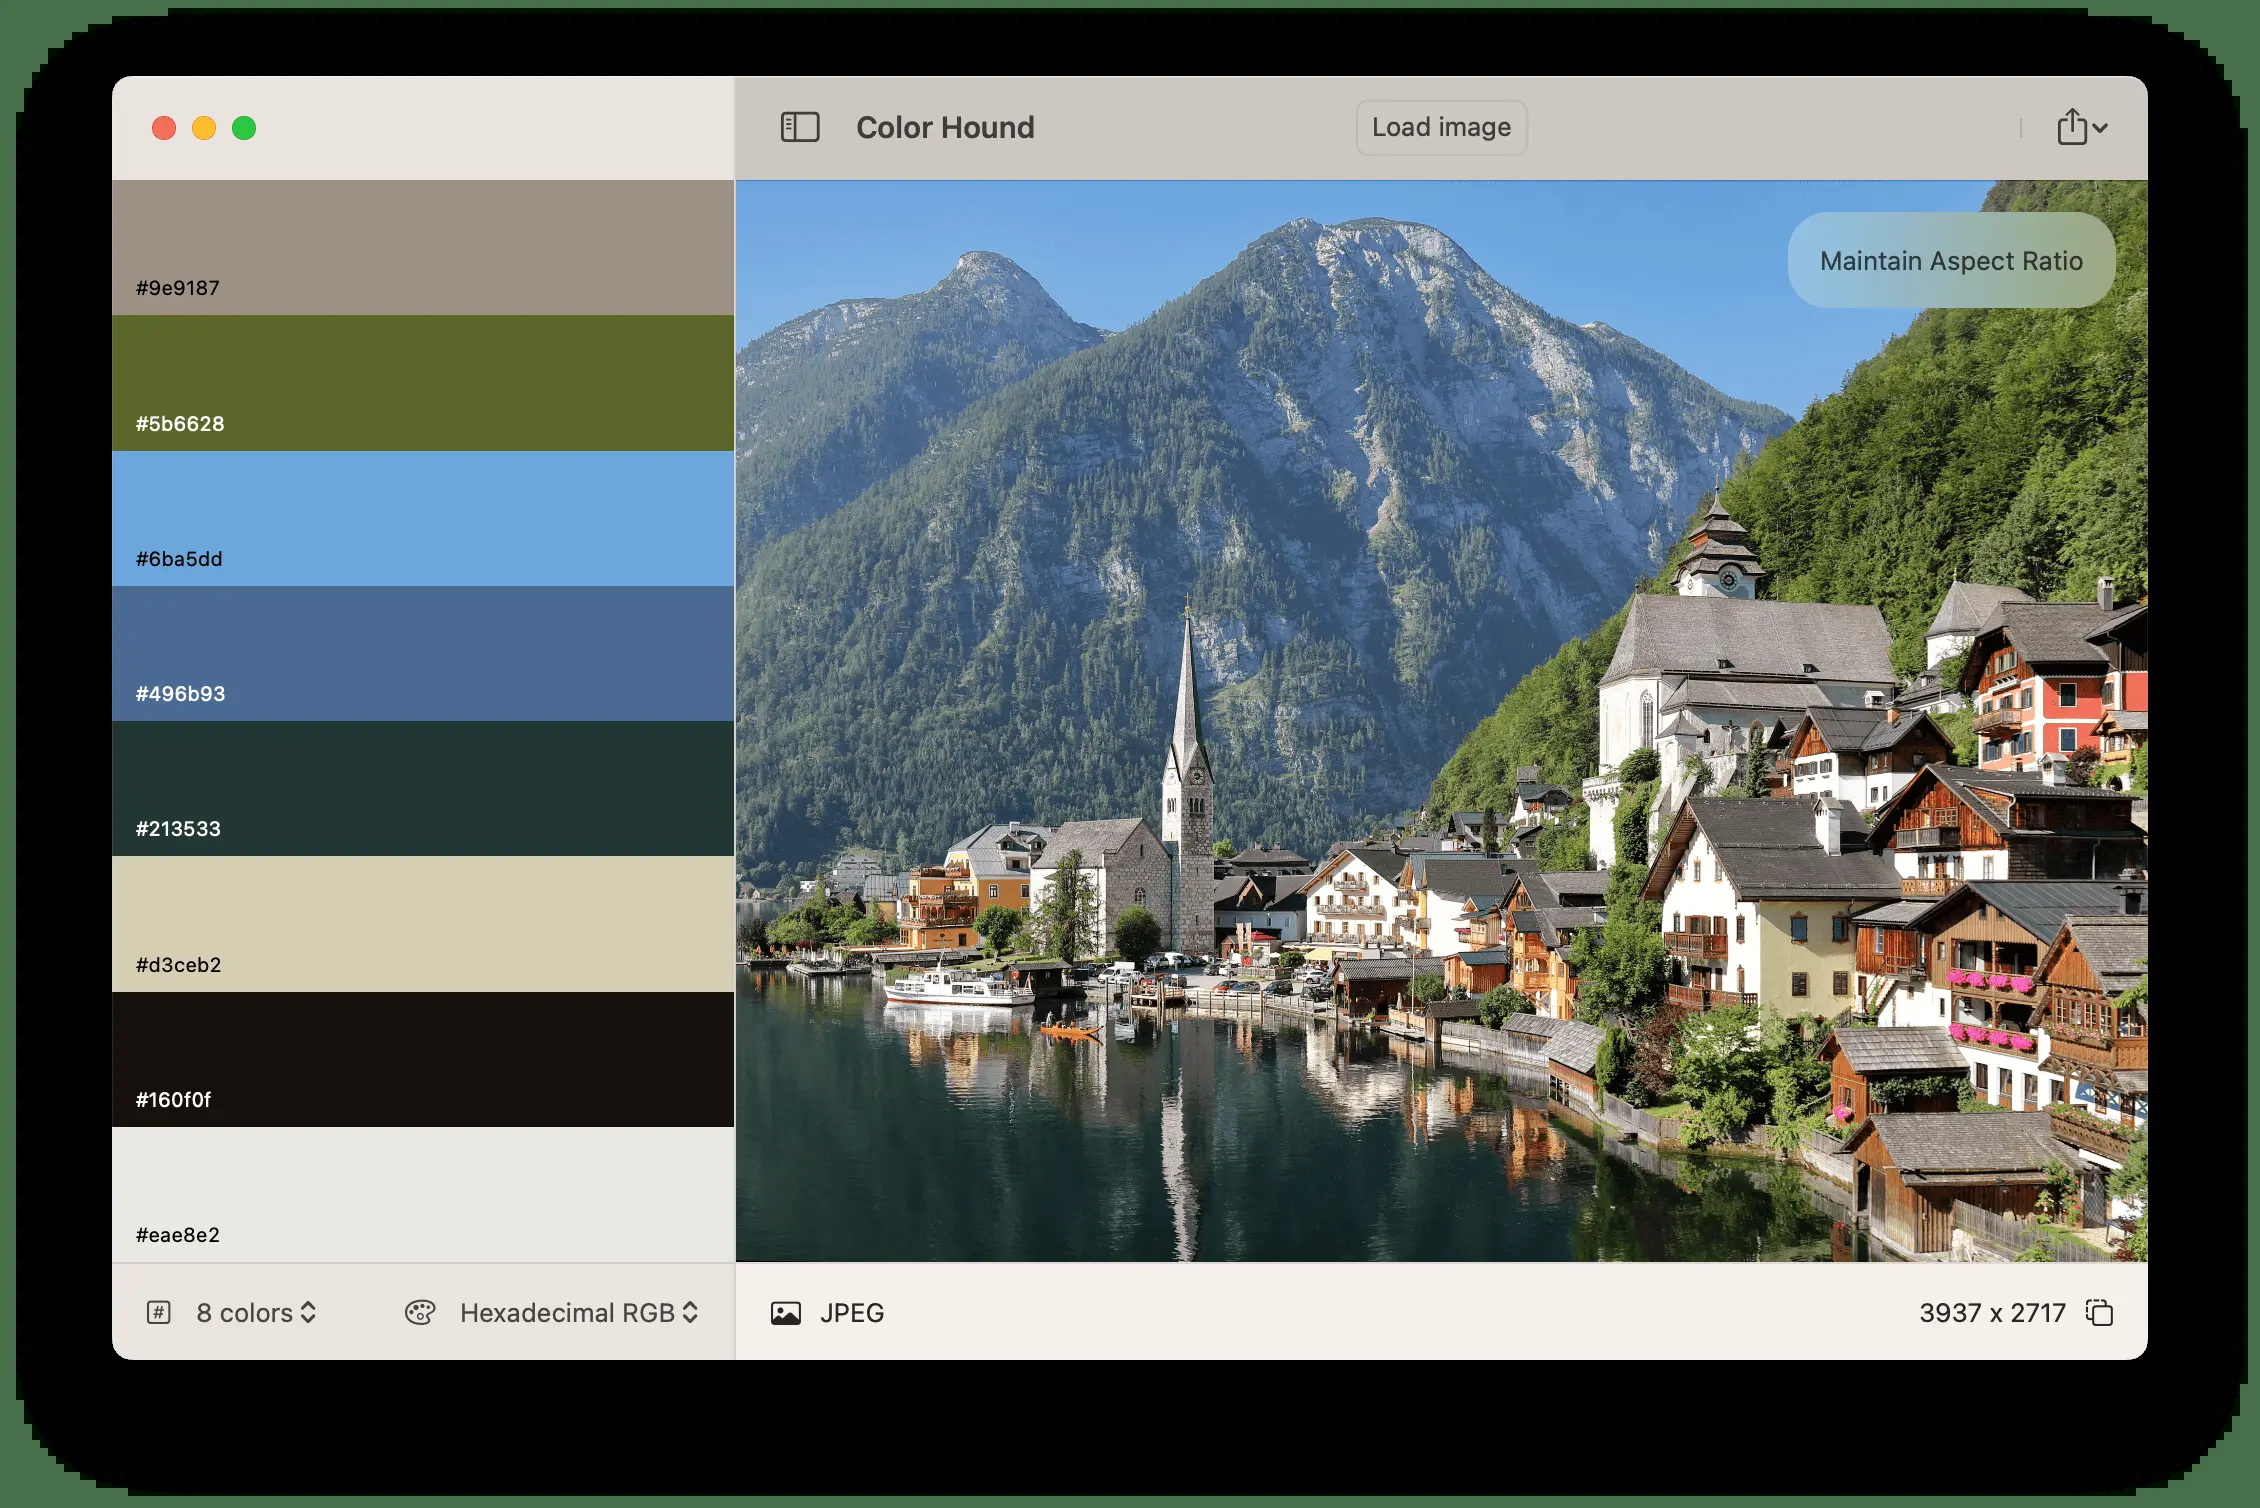 Color Hound
Load image
Maintain Aspect Ratio
#9e9187
#5b6628
#6ba5dd
#496b93
#213533
#d3ceb2
#160f0f
#eae8e2
# 8 colors
Hexadecimal RGB
JPEG
3937 x 2717